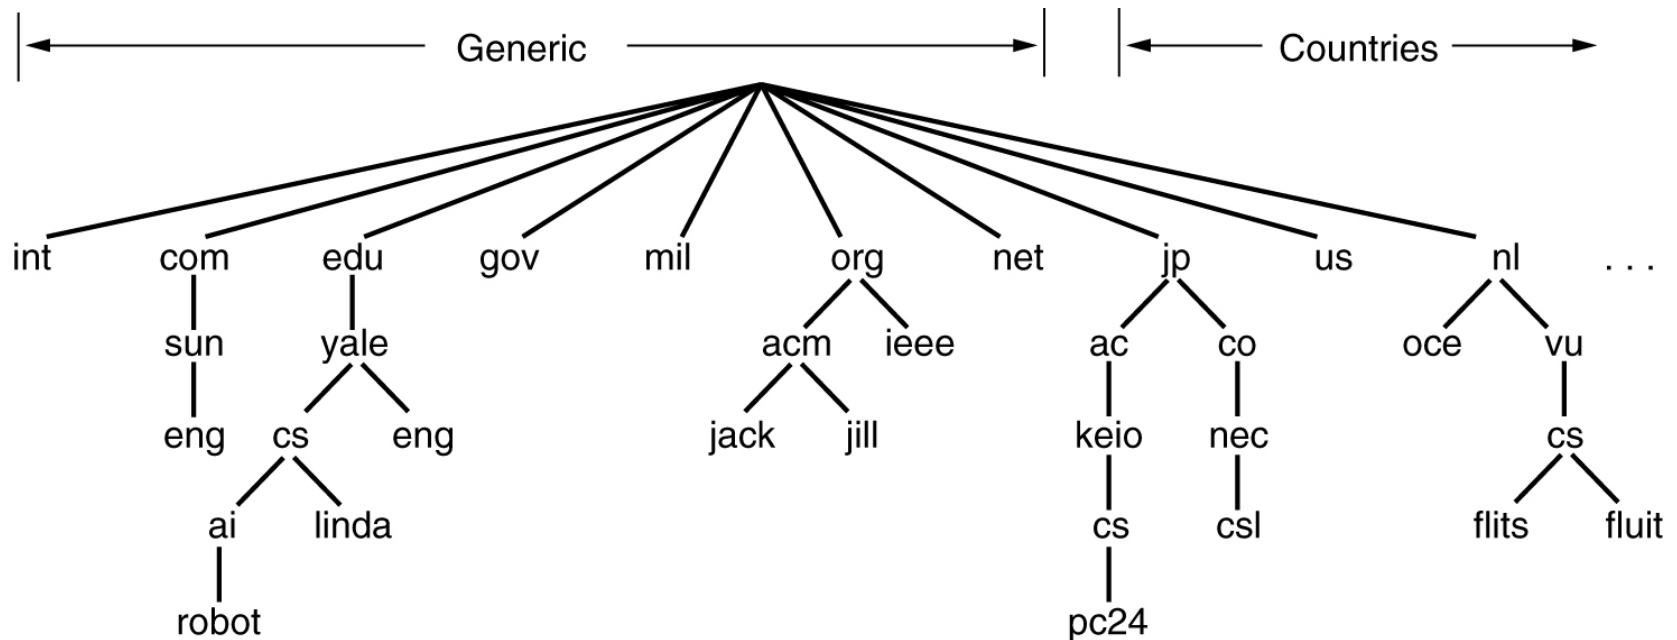 Generic Countries
int com edu gov mil org net jp us nl . . .
sun yale acm ieee ac co oce vu
eng cs eng jack jill keio nec cs
ai linda cs csl flits fluit
robot pc24